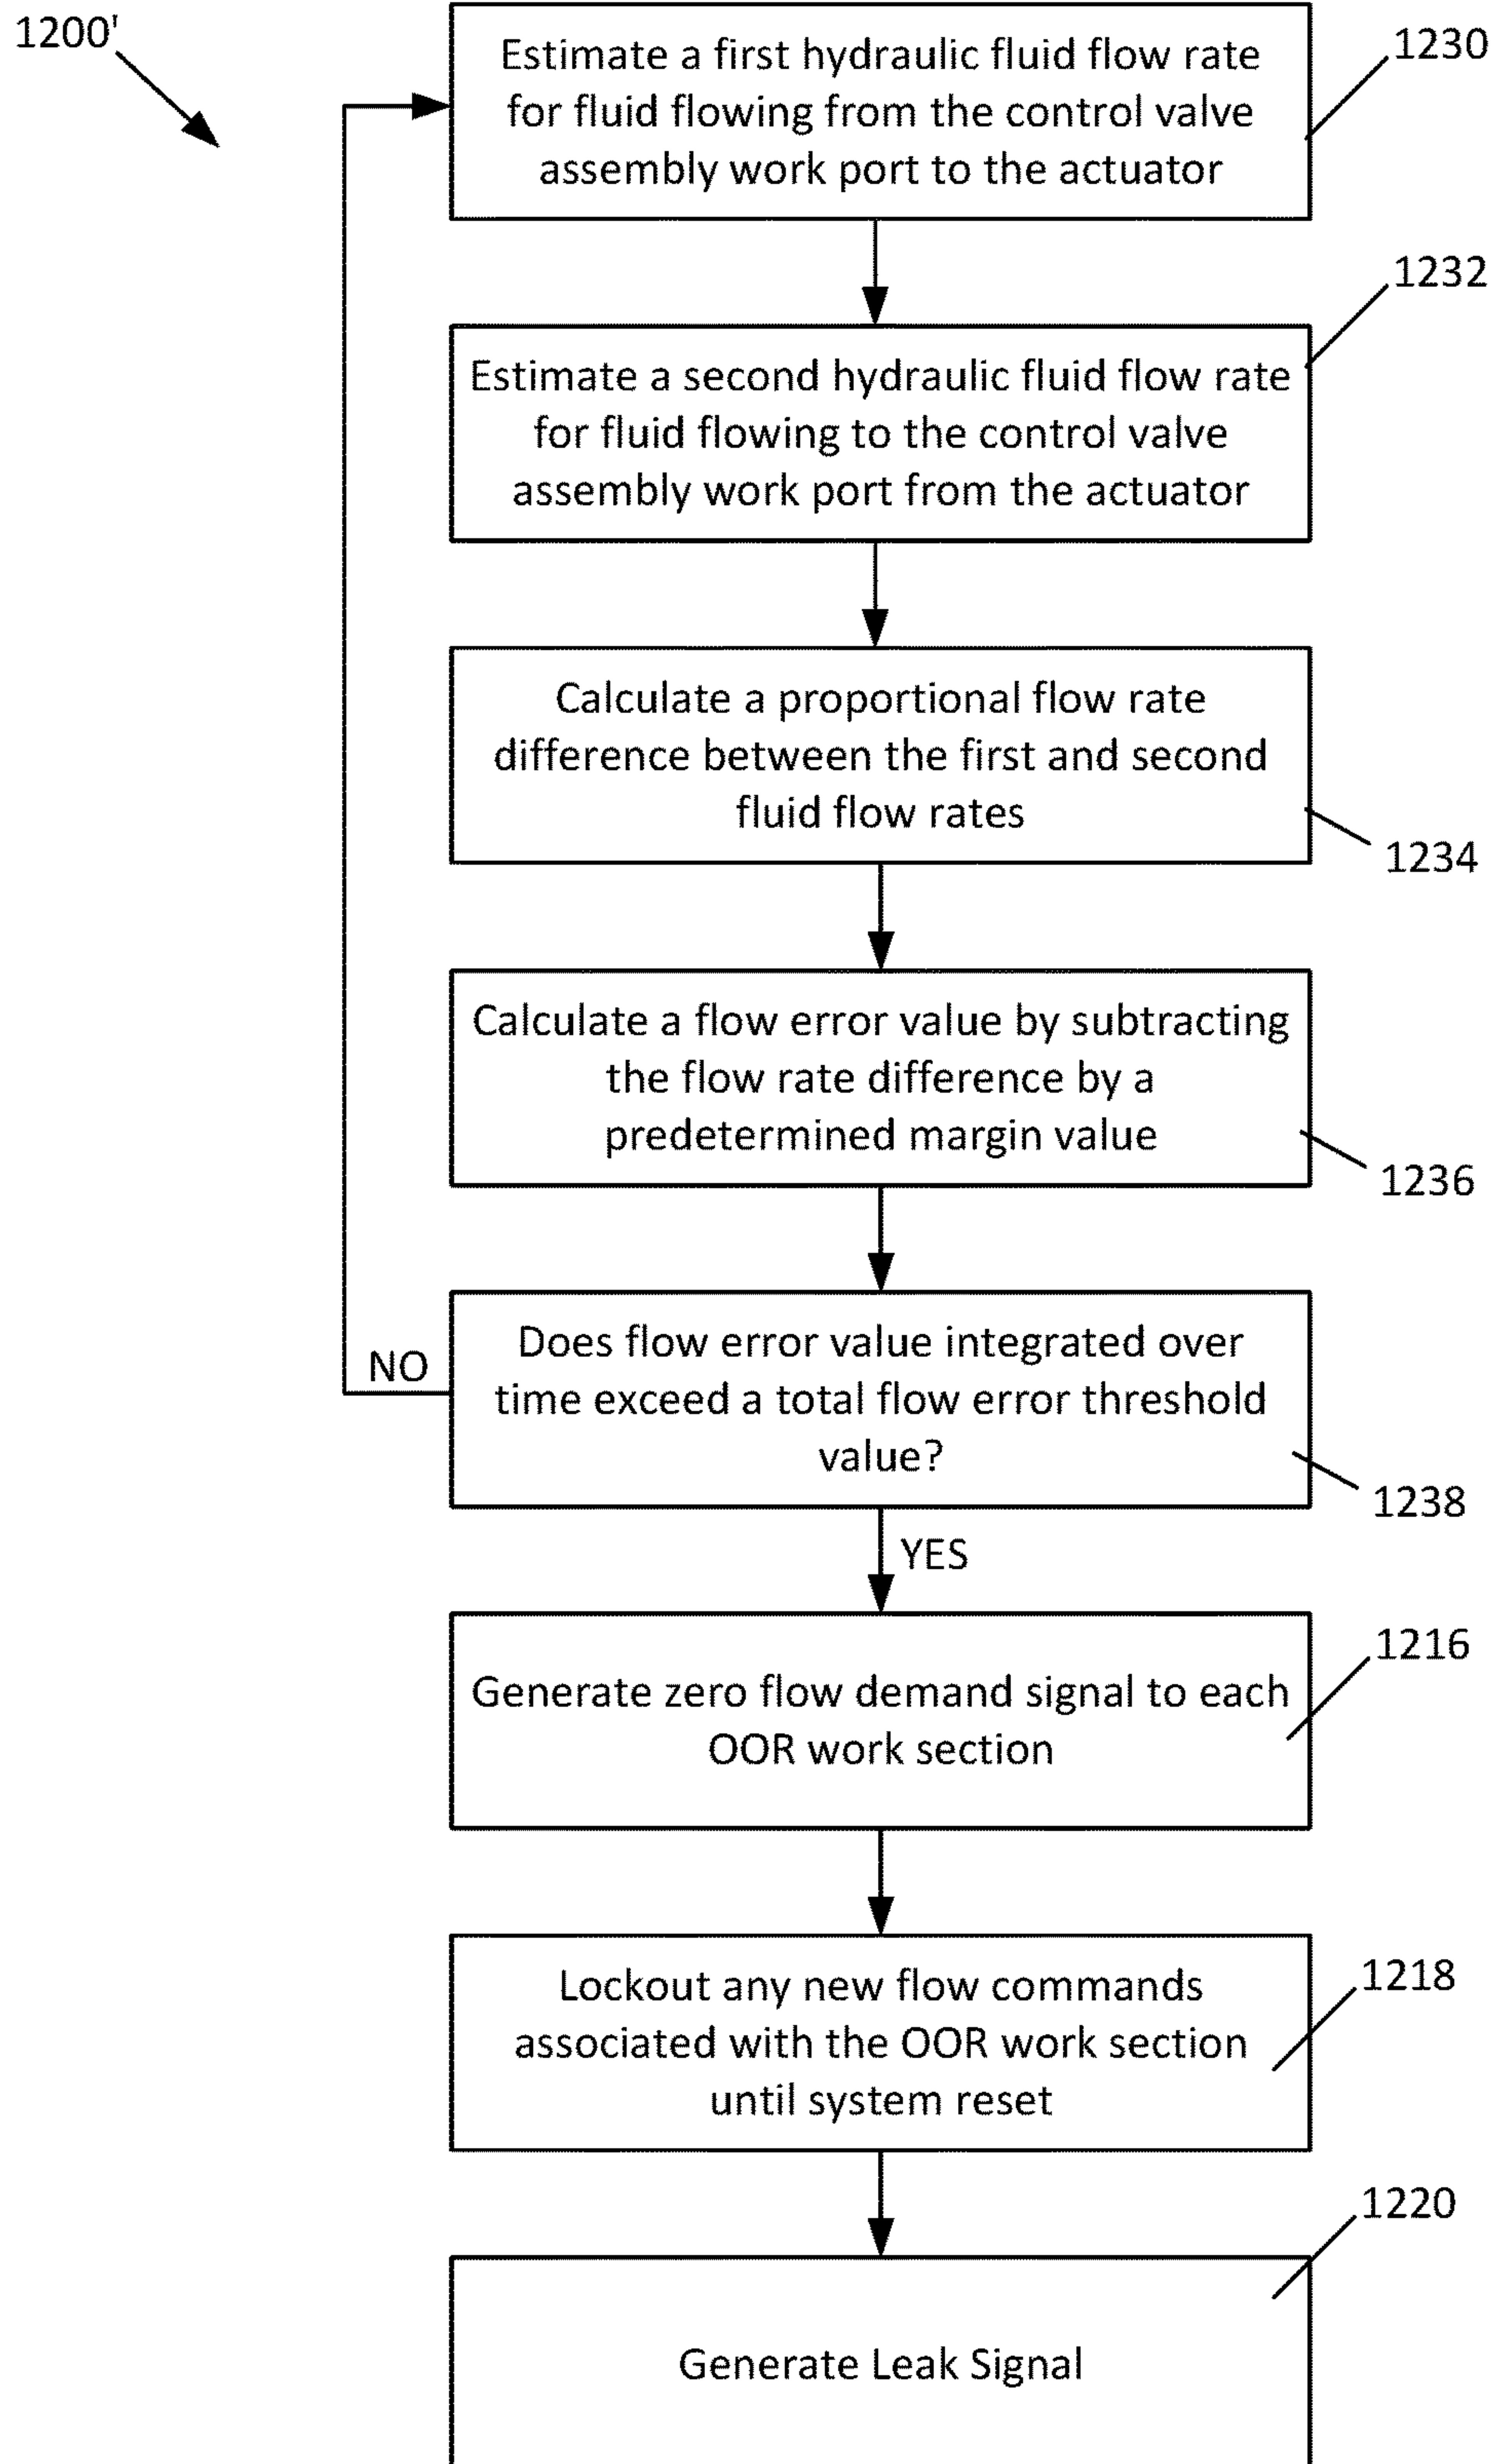 1200'
Estimate a first hydraulic fluid flow rate
for fluid flowing from the control valve
assembly work port to the actuator
1230
Estimate a second hydraulic fluid flow rate
for fluid flowing to the control valve
assembly work port from the actuator
1232
Calculate a proportional flow rate
difference between the first and second
fluid flow rates
1234
Calculate a flow error value by subtracting
the flow rate difference by a
predetermined margin value
1236
Does flow error value integrated over
time exceed a total flow error threshold
value?
1238
NO
YES
Generate zero flow demand signal to each
OOR work section
1216
Lockout any new flow commands
associated with the OOR work section
until system reset
1218
Generate Leak Signal
1220